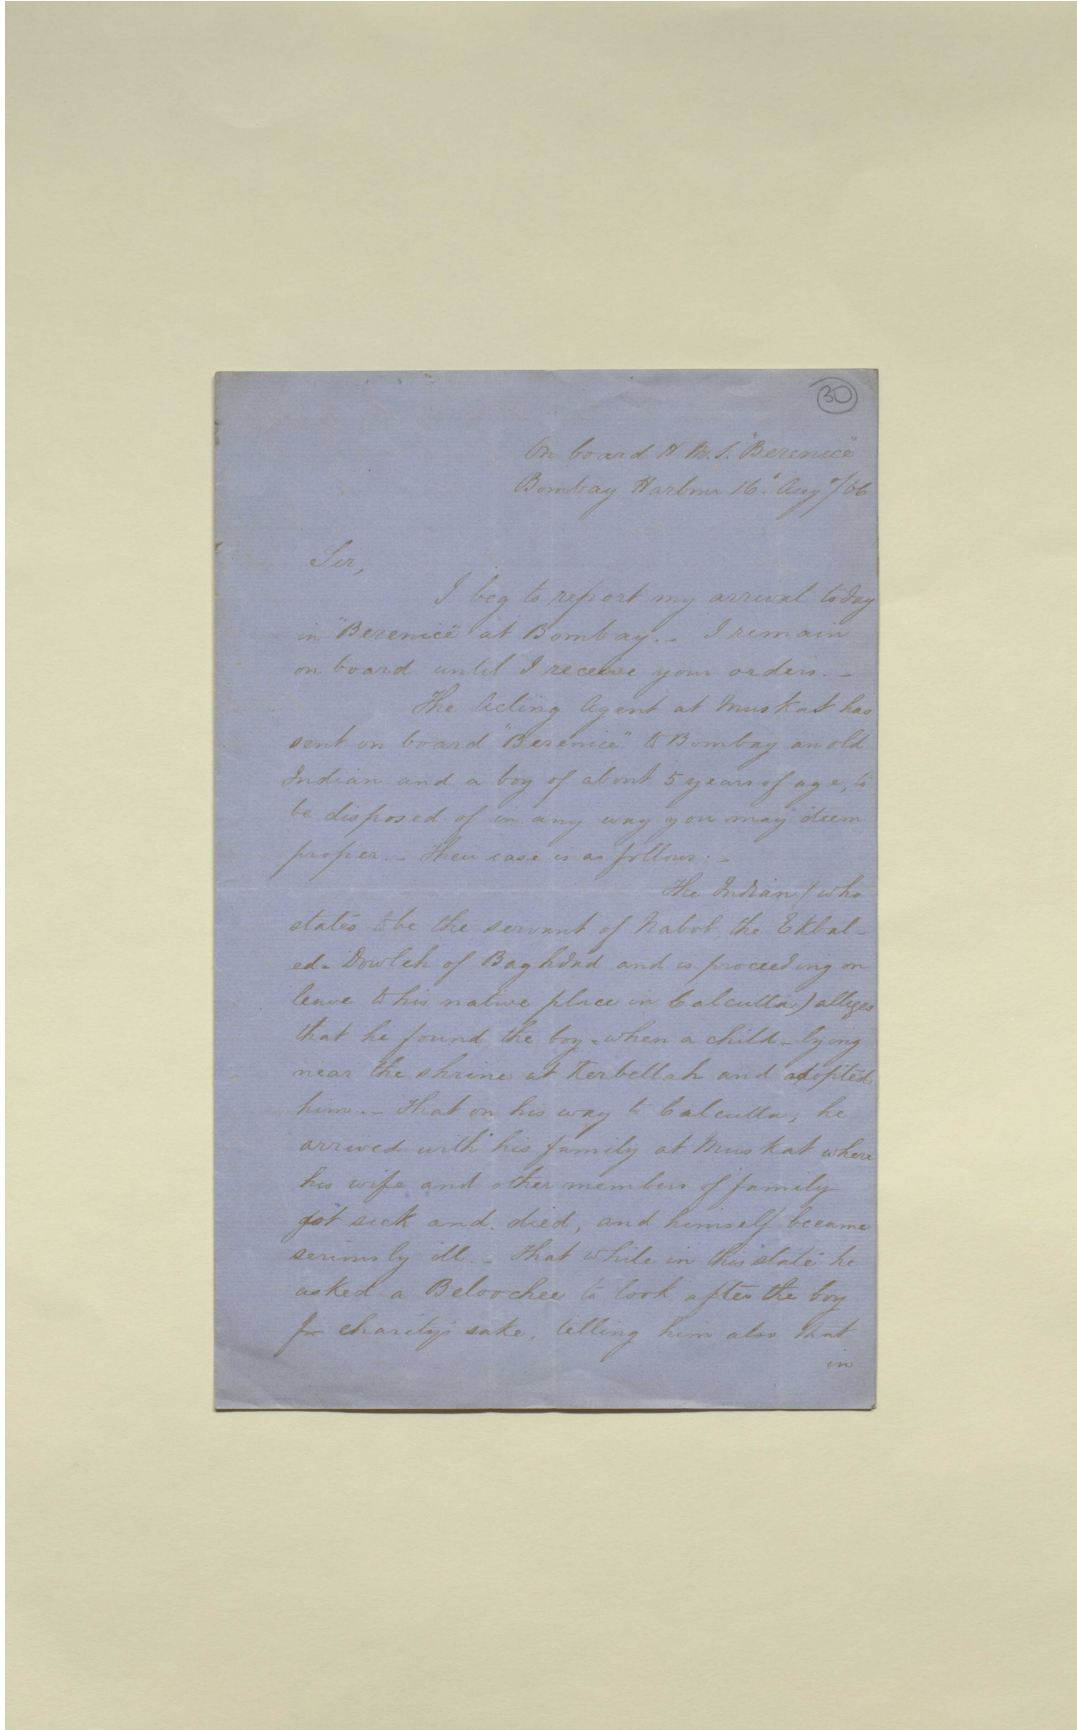 30
On board H. M. S. "Berenice"
Bombay Harbour 16th Augt/66
Sir,
I beg to report my arrival today
in "Berenice" at Bombay. - I remain
on board until I receive your orders. -
The Acting Agent at Muskat has
sent on board "Berenice" to Bombay an old
Indian and a boy of about 5 years of age, to
be disposed of in any way you may deem
proper. - Their case is as follows. -
The Indian (who
states to be the servant of Nabob the Ekbal-
ed-Dowleh of Baghdad and is proceeding on
leave to his native place in Calcutta) alleges
that he found the boy - when a child - lying
near the shrine at Kerbellah and adopted
him. - That on his way to Calcutta, he
arrived with his family at Muskat where
his wife and other members of family
got sick and died, and himself became
seriously ill. - That while in this state he
asked a Beloochee to look after the boy
for charity's sake, telling him also that
in